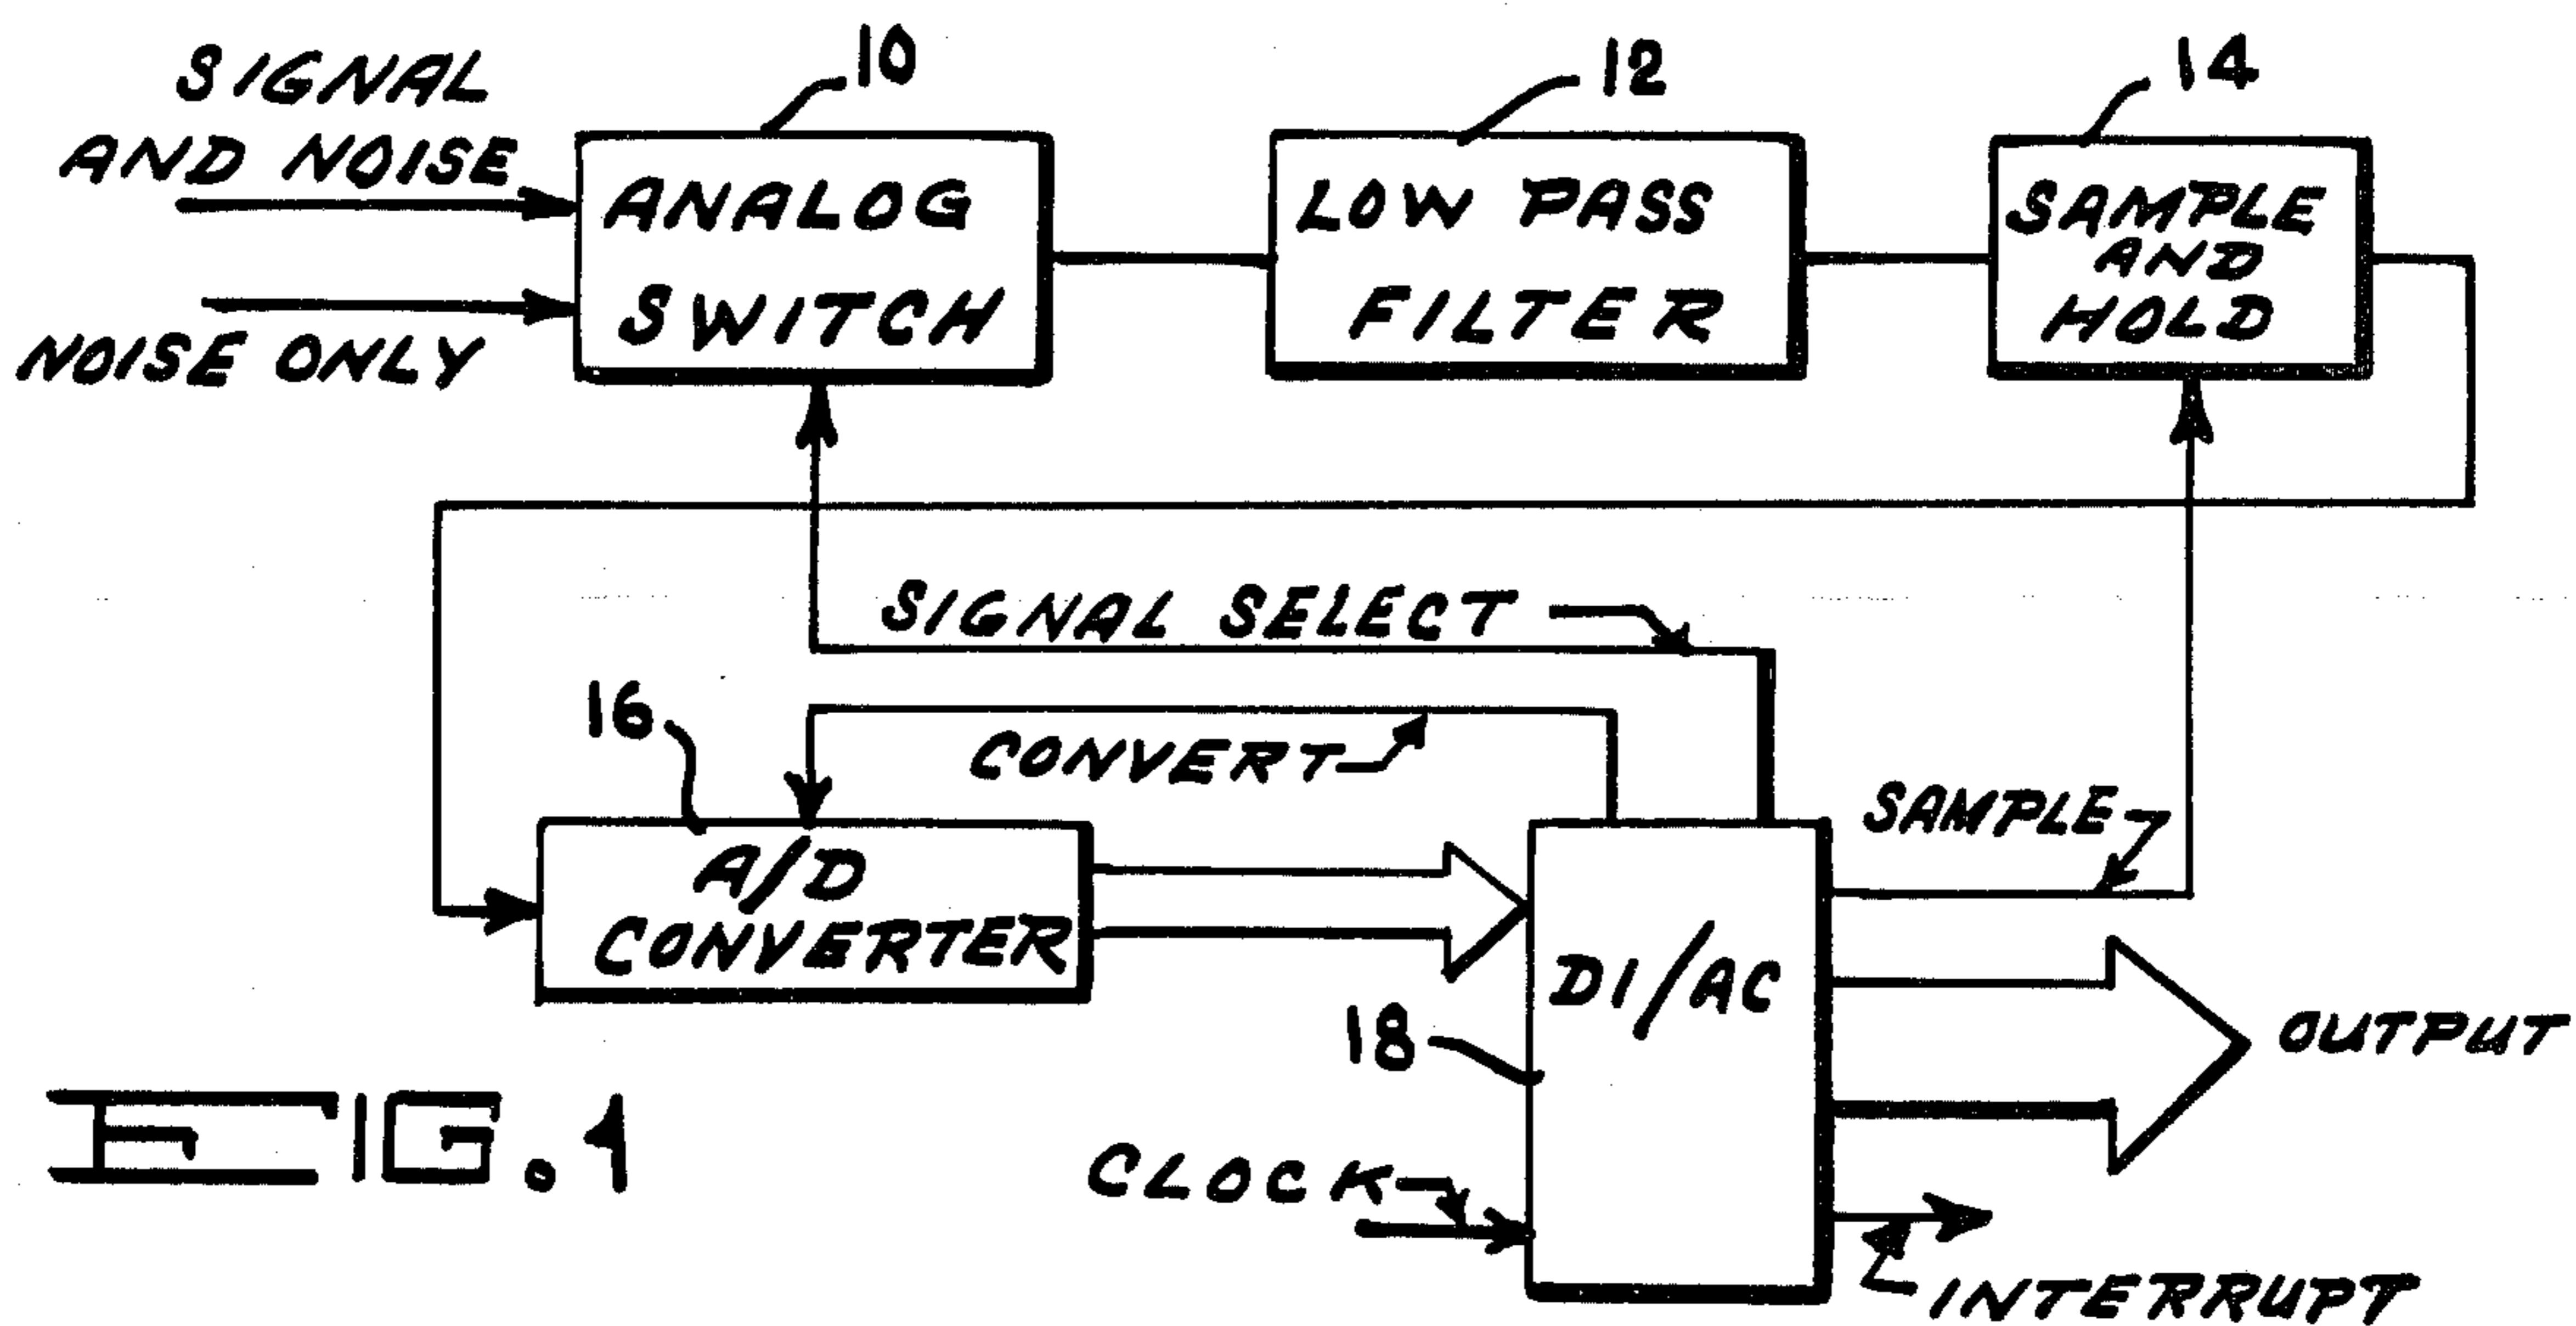 10
12
14
SIGNAL
AND NOISE
NOISE ONLY
ANALOG
SWITCH
LOW PASS
FILTER
SAMPLE
AND
HOLD
SIGNAL SELECT
CONVERT
16
A/D
CONVERTER
SAMPLE
DI/AC
18
OUTPUT
CLOCK
INTERRUPT
FIG. 1